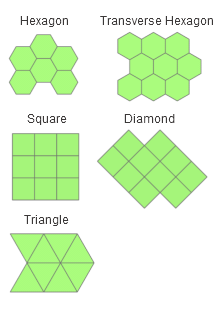 Hexagon
Transverse Hexagon
Square
Diamond
Triangle